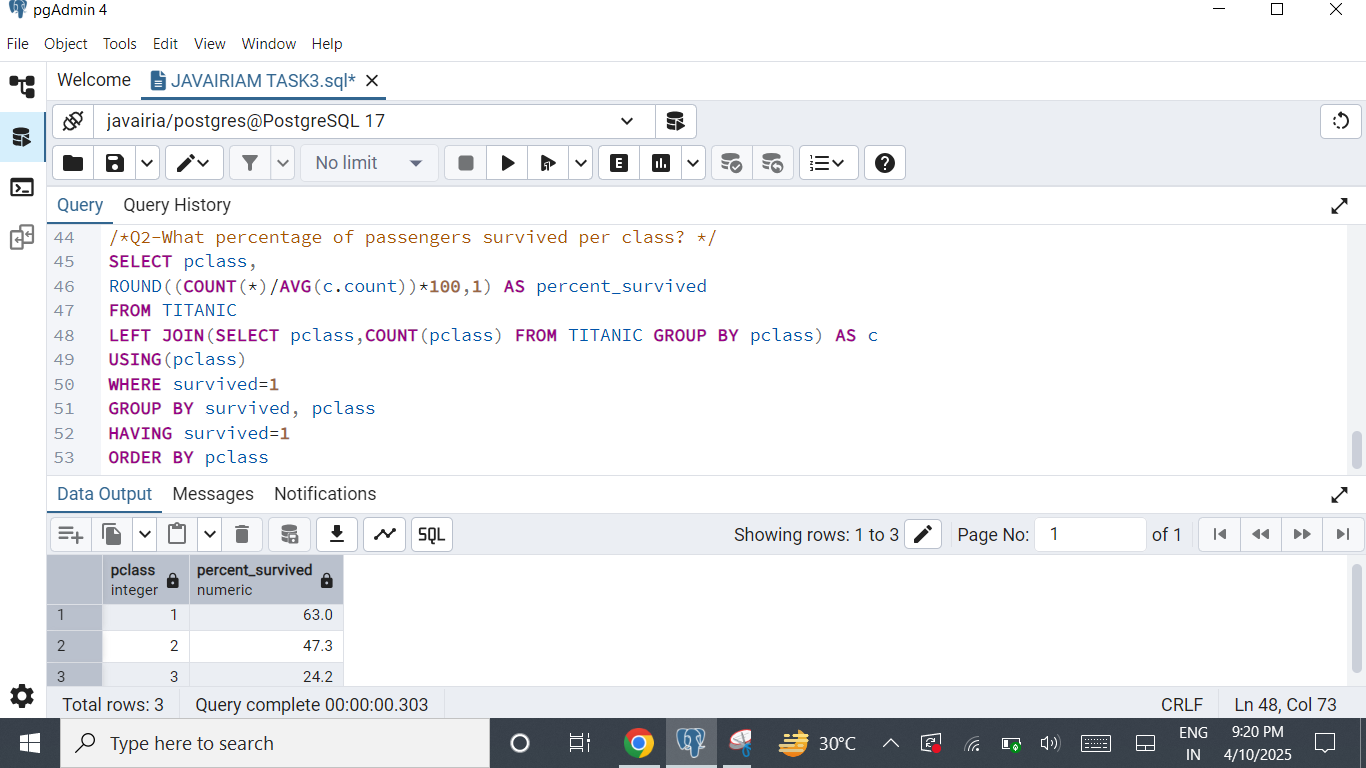 pgAdmin 4
File Object Tools Edit View Window Help
Welcome JAVAIRIAM TASK3.sql*
javairia/postgres@PostgreSQL 17
No limit E
Query Query History
44 /*Q2-What percentage of passengers survived per class? */
45 SELECT pclass,
46 ROUND((COUNT(*)/AVG(c.count))*100,1) AS percent_survived
47 FROM TITANIC
48 LEFT JOIN(SELECT pclass,COUNT(pclass) FROM TITANIC GROUP BY pclass) AS c
49 USING(pclass)
50 WHERE survived=1
51 GROUP BY survived, pclass
52 HAVING survived=1
53 ORDER BY pclass
Data Output Messages Notifications
SQL Showing rows: 1 to 3 Page No: 1 of 1
pclass percent_survived
integer numeric
1 1 63.0
2 2 47.3
3 3 24.2
Total rows: 3 Query complete 00:00:00.303 CRLF Ln 48, Col 73
Type here to search 30°C ENG IN 9:20 PM 4/10/2025